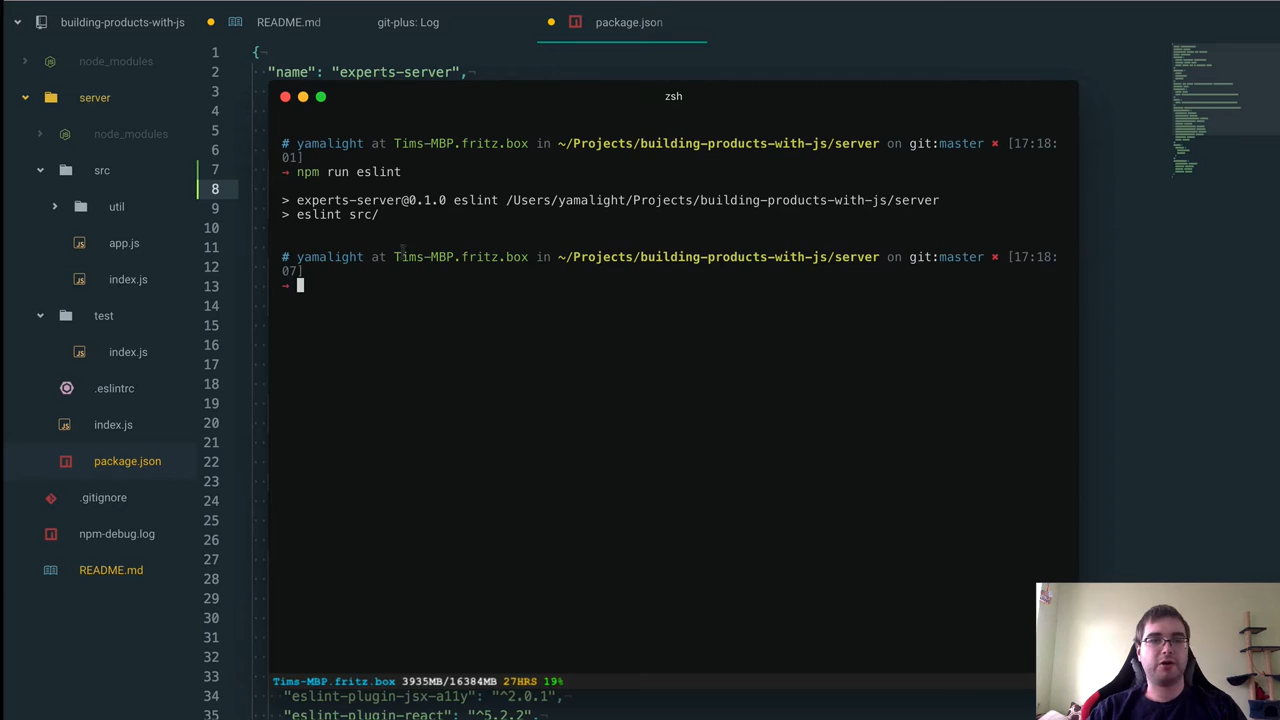 building-products-with-js
README.md
git-plus: Log
package.json
node_modules
server
node_modules
src
util
app.js
index.js
test
index.js
.eslintrc
index.js
package.json
.gitignore
npm-debug.log
README.md
1
2
3
4
5
6
7
8
9
10
11
12
13
14
15
16
17
18
19
20
21
22
23
24
25
26
27
28
29
30
31
32
33
34
35
{
"name": "experts-server",
zsh
# yamalight at Tims-MBP.fritz.box in ~/Projects/building-products-with-js/server on git:master ✖ [17:18:
01]
→ npm run eslint
> experts-server@0.1.0 eslint /Users/yamalight/Projects/building-products-with-js/server
> eslint src/
# yamalight at Tims-MBP.fritz.box in ~/Projects/building-products-with-js/server on git:master ✖ [17:18:
07]
→
Tims-MBP.fritz.box 3935MB/16384MB 27HRS 19%
"eslint-plugin-jsx-a11y": "^2.0.1",
"eslint-plugin-react": "^5.2.2",